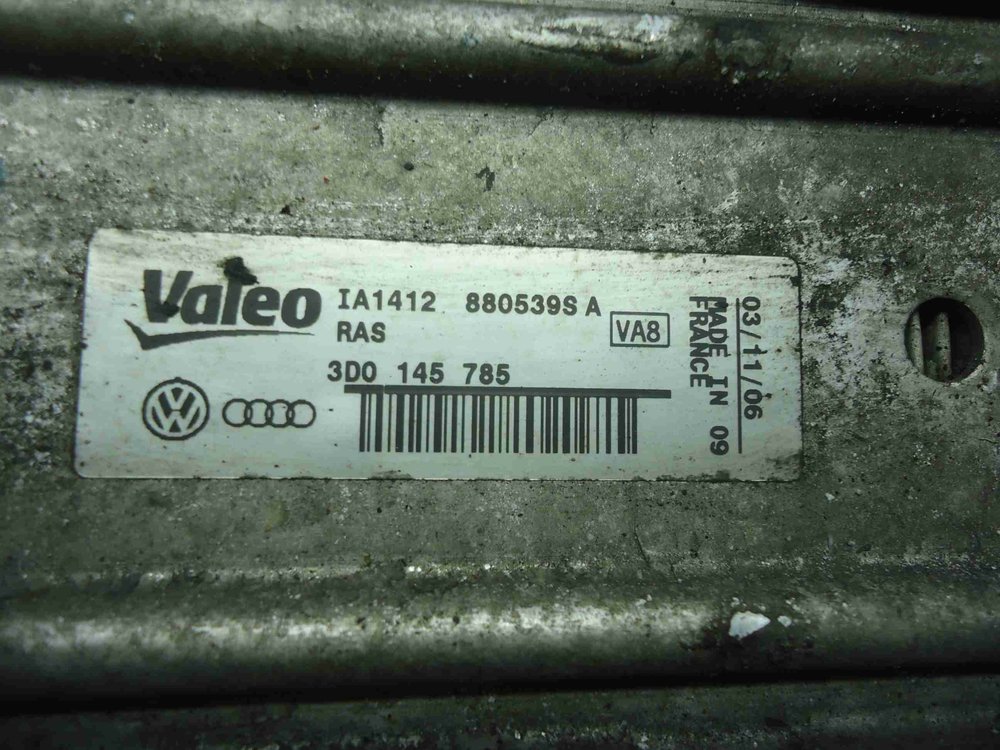 Valeo
IA1412 880539S A
RAS
VA8
3D0 145 785
03/11/06
MADE IN 09
FRANCE